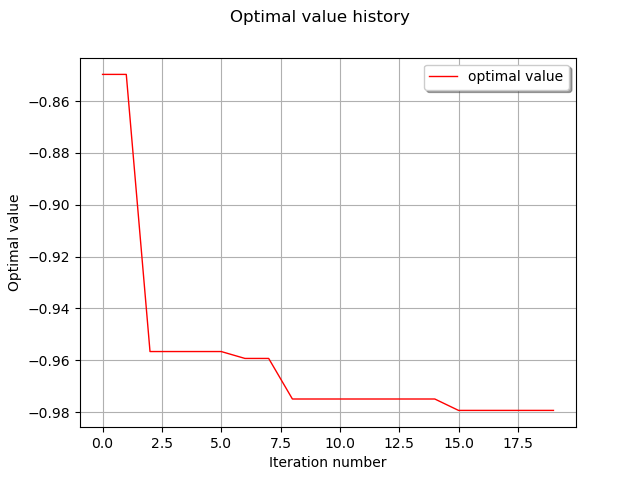 Optimal value history
optimal value
Optimal value
−0.86
−0.88
−0.90
−0.92
−0.94
−0.96
−0.98
0.0 2.5 5.0 7.5 10.0 12.5 15.0 17.5
Iteration number